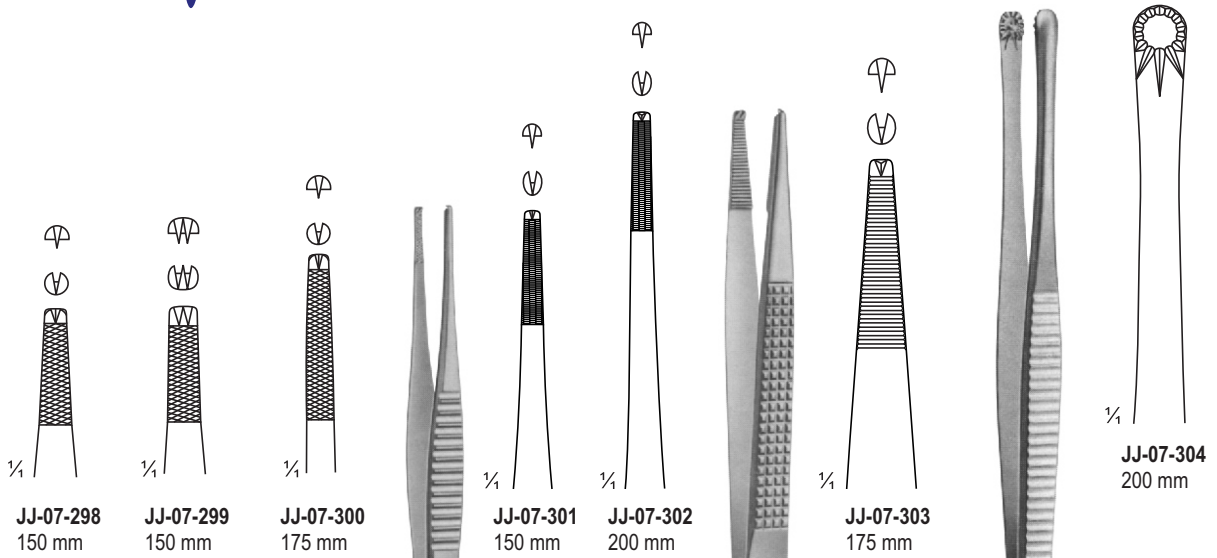 ¹⁄₁
JJ-07-298
150 mm
¹⁄₁
JJ-07-299
150 mm
¹⁄₁
JJ-07-300
175 mm
¹⁄₁
JJ-07-301
150 mm
¹⁄₁
JJ-07-302
200 mm
¹⁄₁
JJ-07-303
175 mm
¹⁄₁
JJ-07-304
200 mm